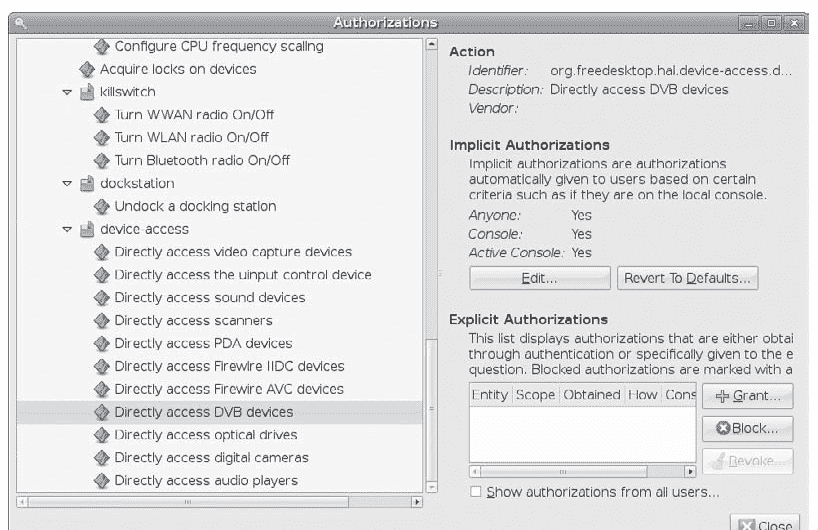 Authorizations
Configure CPU frequency scaling
Acquire locks on devices
killswitch
Turn WWAN radio On/Off
Turn WLAN radio On/Off
Turn Bluetooth radio On/Off
dockstation
Undock a docking station
device-access
Directly access video capture devices
Directly access the uinput control device
Directly access sound devices
Directly access scanners
Directly access PDA devices
Directly access Firewire IIDC devices
Directly access Firewire AVC devices
Directly access DVB devices
Directly access optical drives
Directly access digital cameras
Directly access audio players
Action
Identifier: org.freedesktop.hal.device-access.d...
Description: Directly access DVB devices
Vendor:
Implicit Authorizations
Implicit authorizations are authorizations
automatically given to users based on certain
criteria such as if they are on the local console.
Anyone: Yes
Console: Yes
Active Console: Yes
Edit... Revert To Defaults...
Explicit Authorizations
This list displays authorizations that are either obtai
through authentication or specifically given to the e
question. Blocked authorizations are marked with a
Entity Scope Obtained How Cons
Grant...
Block...
Revoke...
Show authorizations from all users...
Close